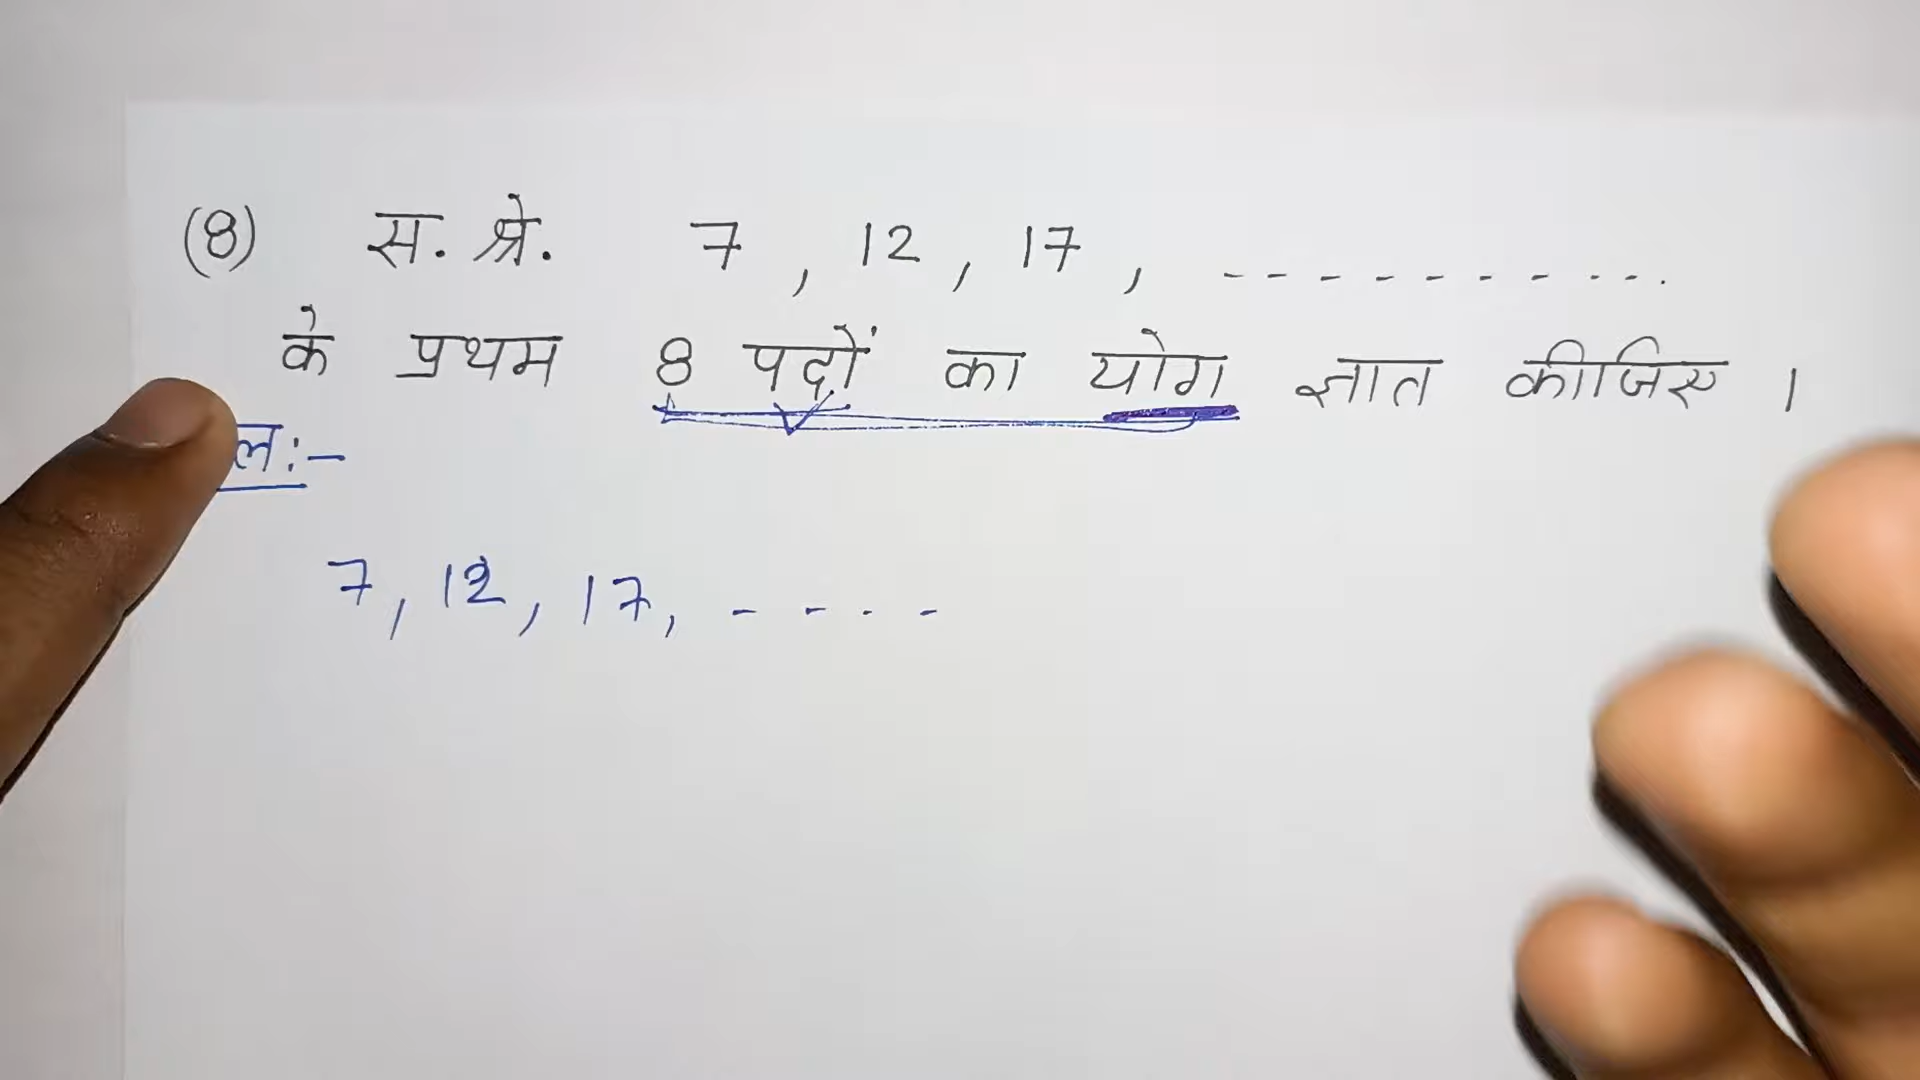 (8) स. श्रे. 7 , 12 , 17 , - - - - - - - - - .
के प्रथम 8 पदों का योग ज्ञात कीजिए ।
ल :-
7 , 12 , 17 , - - - -